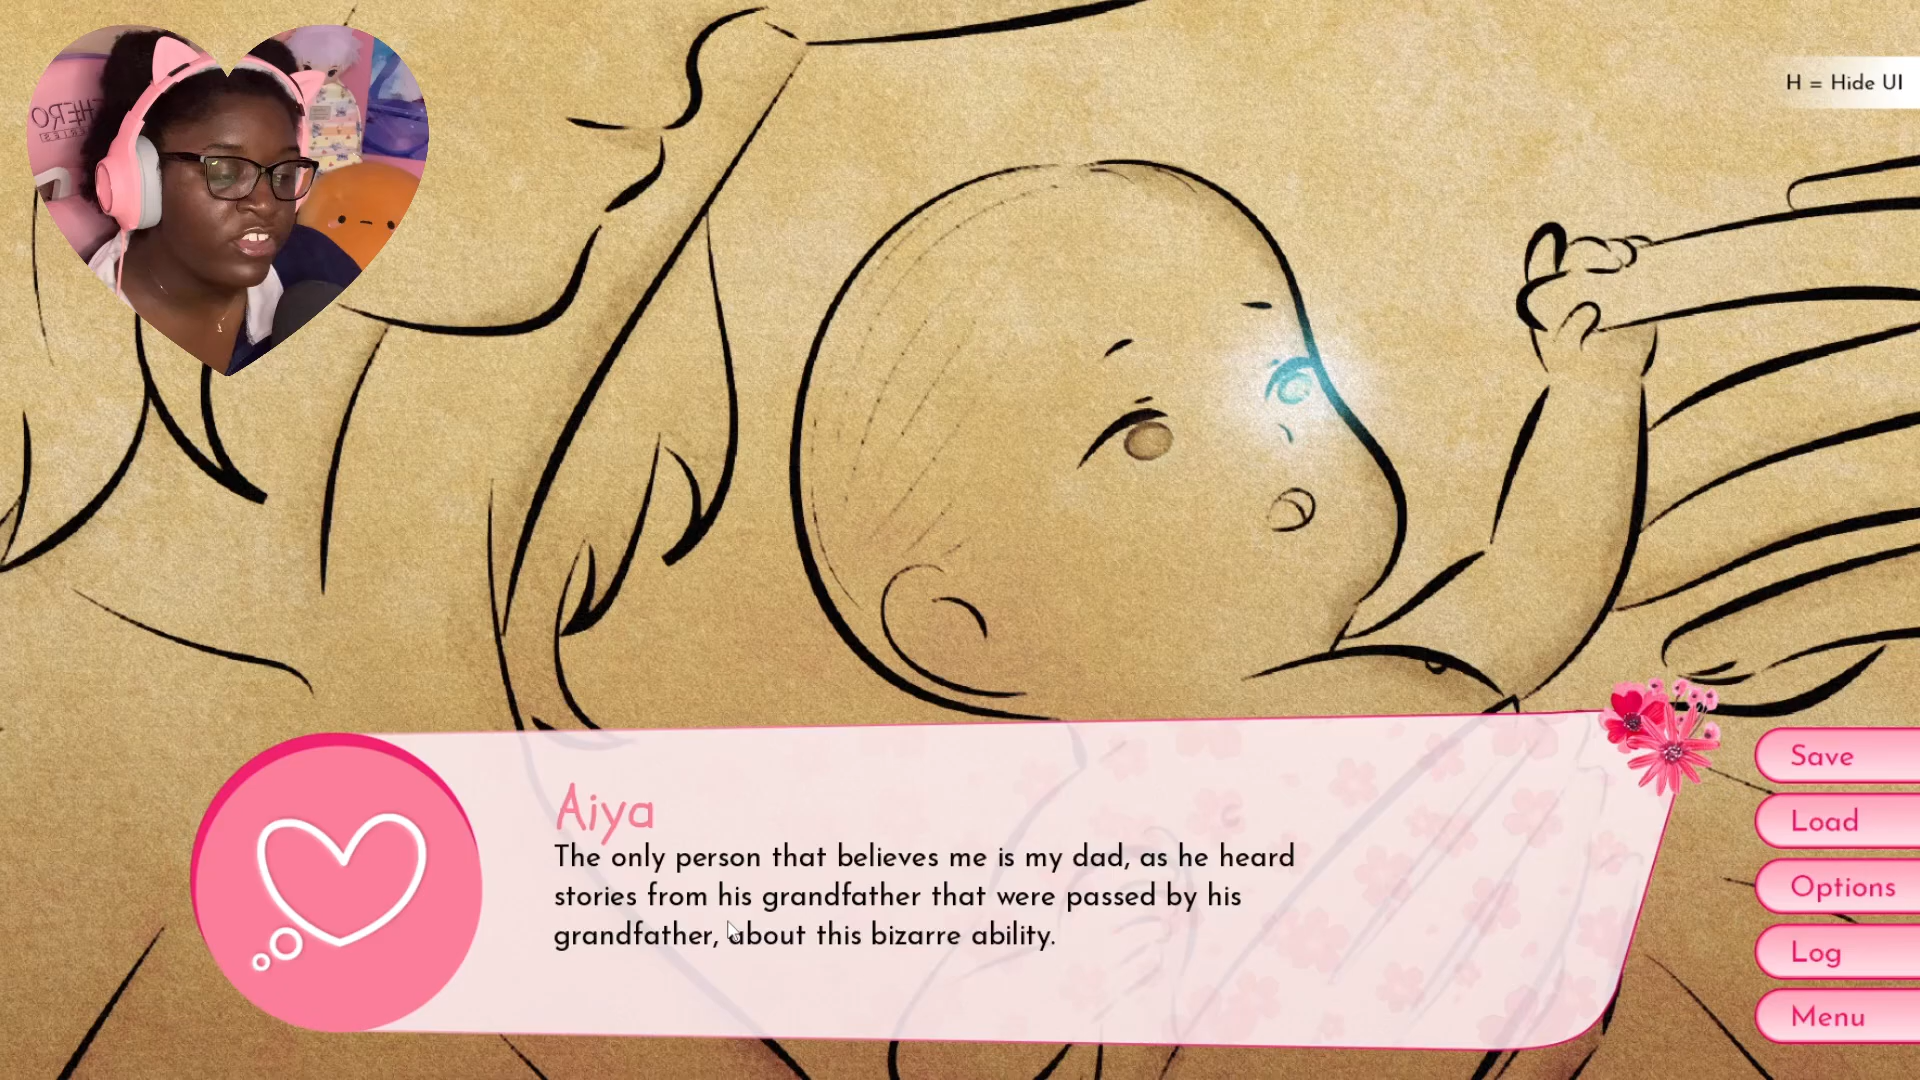 H = Hide UI
Aiya
The only person that believes me is my dad, as he heard
stories from his grandfather that were passed by his
grandfather, about this bizarre ability.
Save
Load
Options
Log
Menu